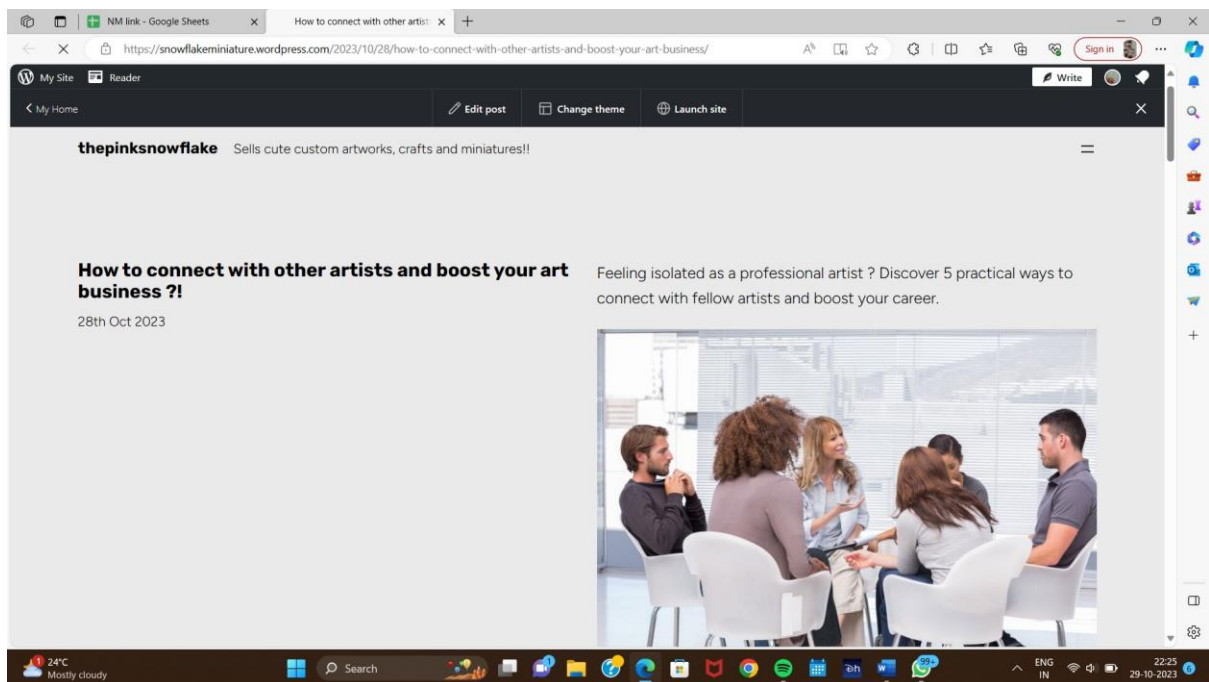 NM link - Google Sheets
How to connect with other artist
https://snowflakeminiature.wordpress.com/2023/10/28/how-to-connect-with-other-artists-and-boost-your-art-business/
Sign in
My Site
Reader
Write
My Home
Edit post
Change theme
Launch site
thepinksnowflake Sells cute custom artworks, crafts and miniatures!!
How to connect with other artists and boost your art
business ?!
28th Oct 2023
Feeling isolated as a professional artist ? Discover 5 practical ways to
connect with fellow artists and boost your career.
1
24°C
Mostly cloudy
Search
99+
ENG
IN
22:25
29-10-2023
6